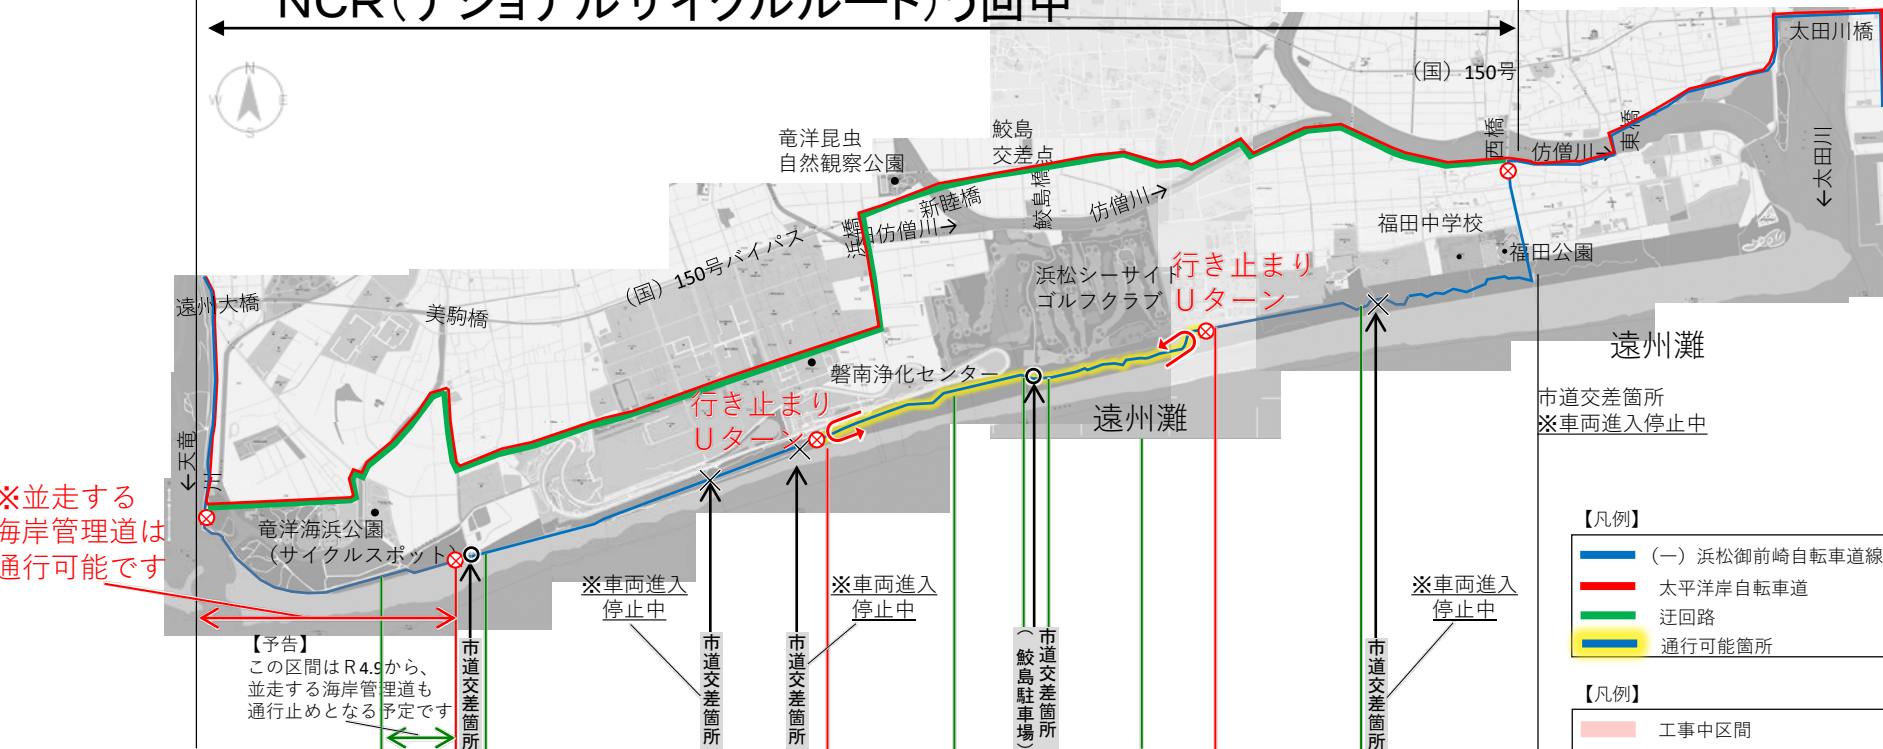 NCR(ナショナルサイクルルート)う回中
N
W
E
S
太田川橋
(国)150号
竜洋昆虫
自然観察公園
鮫島
交差点
西橋
仿僧川→
東橋
←太田川
新睦橋
鮫島橋
仿僧川→
浜橋
仿僧川→
福田中学校
福田公園
(国)150号バイパス
浜松シーサイド
ゴルフクラブ
行き止まり
Uターン
遠州大橋
美駒橋
遠州灘
磐南浄化センター
行き止まり
Uターン
遠州灘
市道交差箇所
※車両進入停止中
←天竜川
※並走する
海岸管理道は
通行可能です
竜洋海浜公園
(サイクルスポット)
【凡例】
(一)浜松御前崎自転車道線
太平洋岸自転車道
迂回路
通行可能箇所
※車両進入
停止中
※車両進入
停止中
※車両進入
停止中
【予告】
この区間はR4.9から、
並走する海岸管理道も
通行止めとなる予定です
市道交差箇所
市道交差箇所
市道交差箇所
市道交差箇所
(鮫島駐車場)
市道交差箇所
【凡例】
工事中区間